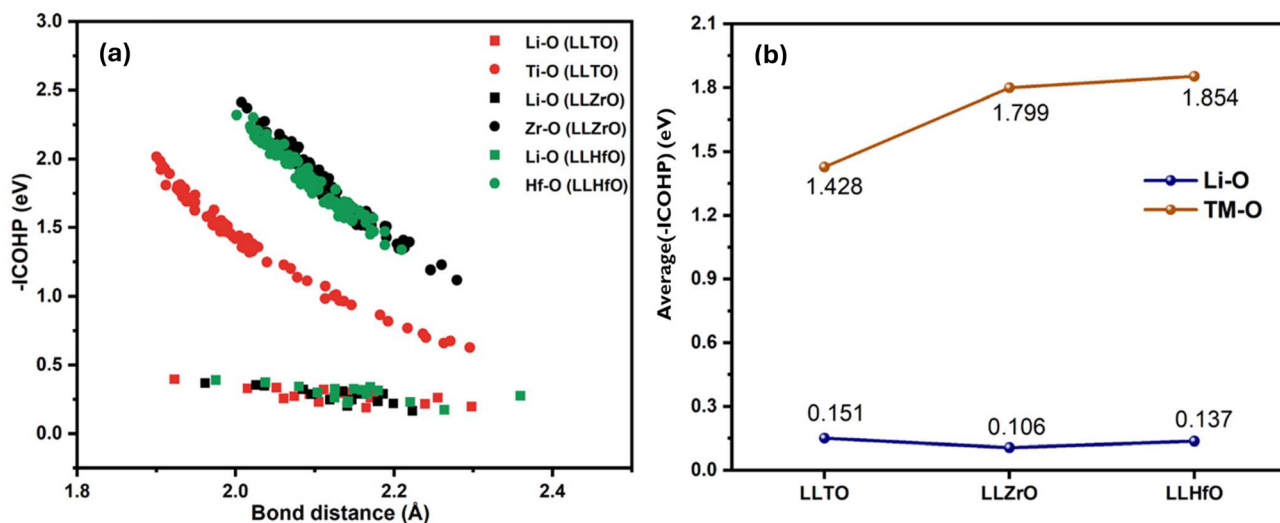 (a)
-ICOHP (eV)
3.0
2.5
2.0
1.5
1.0
0.5
0.0
1.8
2.0
2.2
2.4
Bond distance (Å)
Li-O (LLTO)
Ti-O (LLTO)
Li-O (LLZrO)
Zr-O (LLZrO)
Li-O (LLHfO)
Hf-O (LLHfO)
(b)
Average(-ICOHP) (eV)
2.1
1.8
1.5
1.2
0.9
0.6
0.3
0.0
1.428
1.799
1.854
Li-O
TM-O
0.151
0.106
0.137
LLTO
LLZrO
LLHfO